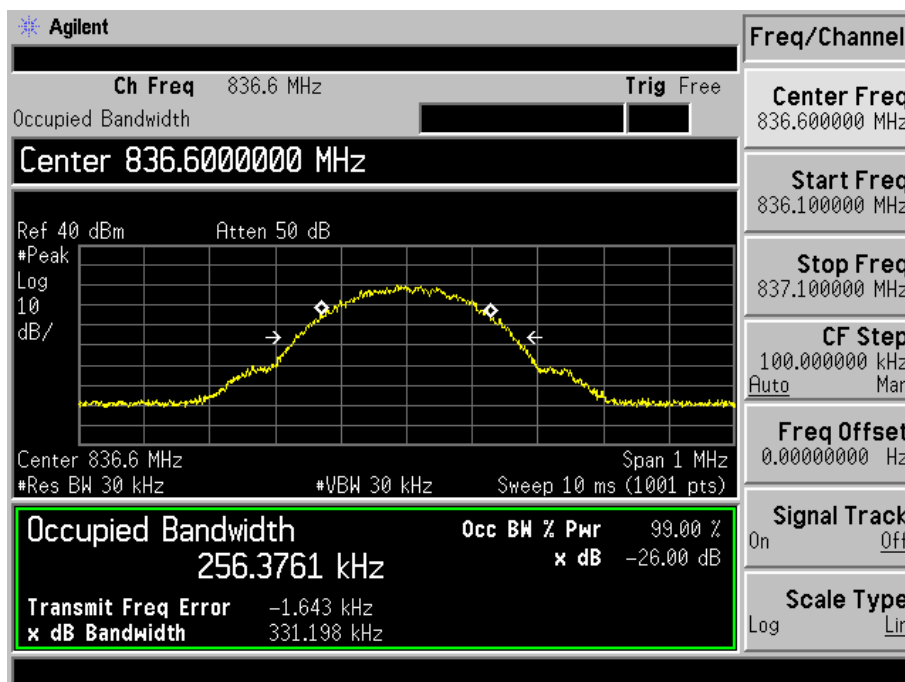 Agilent
Ch Freq 836.6 MHz Trig Free
Occupied Bandwidth
Center 836.6000000 MHz
Ref 40 dBm Atten 50 dB
#Peak
Log
10
dB/
Center 836.6 MHz Span 1 MHz
#Res BW 30 kHz #VBW 30 kHz Sweep 10 ms (1001 pts)
Occupied Bandwidth
256.3761 kHz
Occ BW % Pwr 99.00 %
x dB -26.00 dB
Transmit Freq Error -1.643 kHz
x dB Bandwidth 331.198 kHz
Freq/Channel
Center Freq
836.600000 MHz
Start Freq
836.100000 MHz
Stop Freq
837.100000 MHz
CF Step
100.000000 kHz
Auto Man
Freq Offset
0.00000000 Hz
Signal Track
On Off
Scale Type
Log Lin